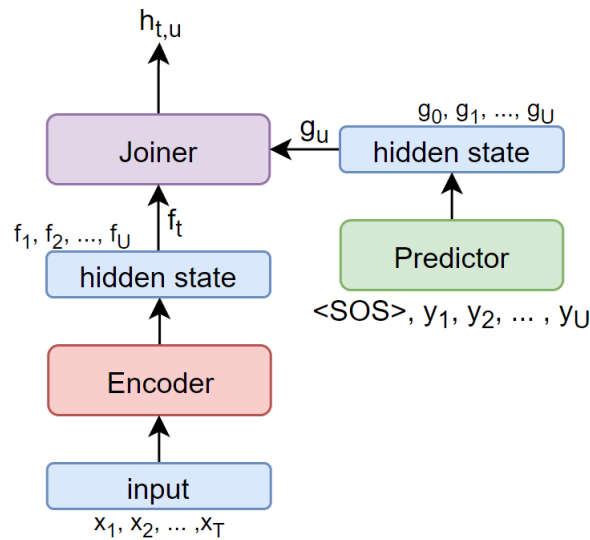 h_{t,u}
g_0, g_1, ..., g_U
Joiner
g_u
hidden state
f_t
f_1, f_2, ..., f_U
hidden state
Predictor
<SOS>, y_1, y_2, ... , y_U
Encoder
input
x_1, x_2, ... ,x_T